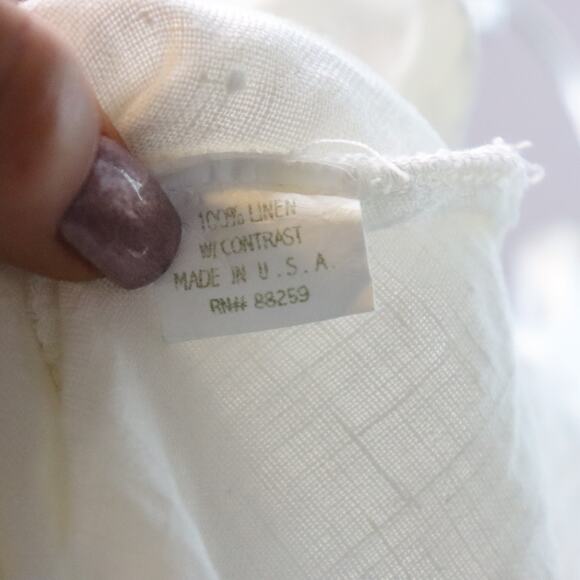 100% LINEN
W/CONTRAST
MADE IN U.S.A.
RN# 88259